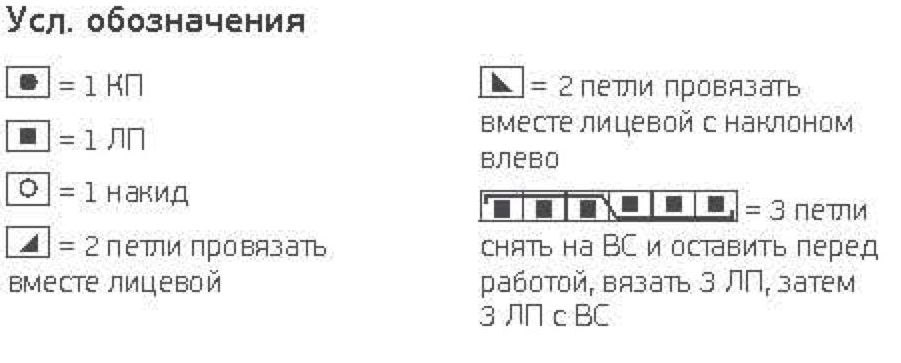 Усл. обозначения
= 1 КП
= 1 ЛП
= 1 накид
= 2 петли провязать
вместе лицевой
= 2 петли провязать
вместе лицевой с наклоном
влево
= 3 петли
снять на ВС и оставить перед
работой, вязать 3 ЛП, затем
3 ЛП с ВС